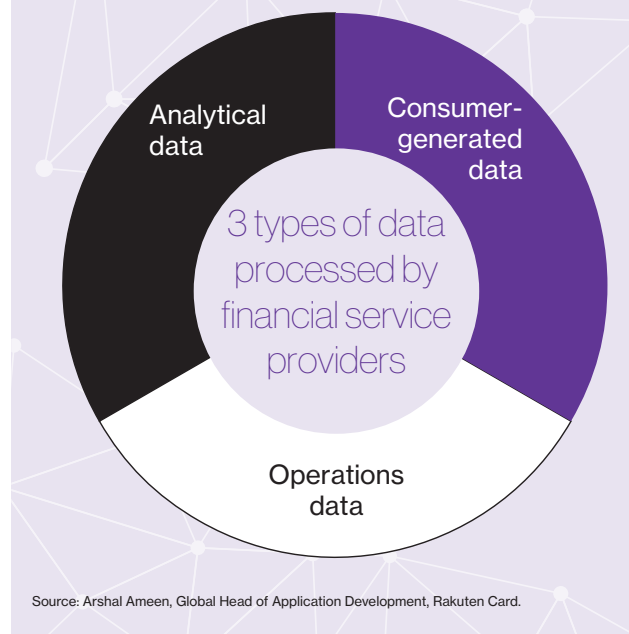 Analytical
data
Consumer-
generated
data
3 types of data
processed by
financial service
providers
Operations
data
Source: Arshal Ameen, Global Head of Application Development, Rakuten Card.